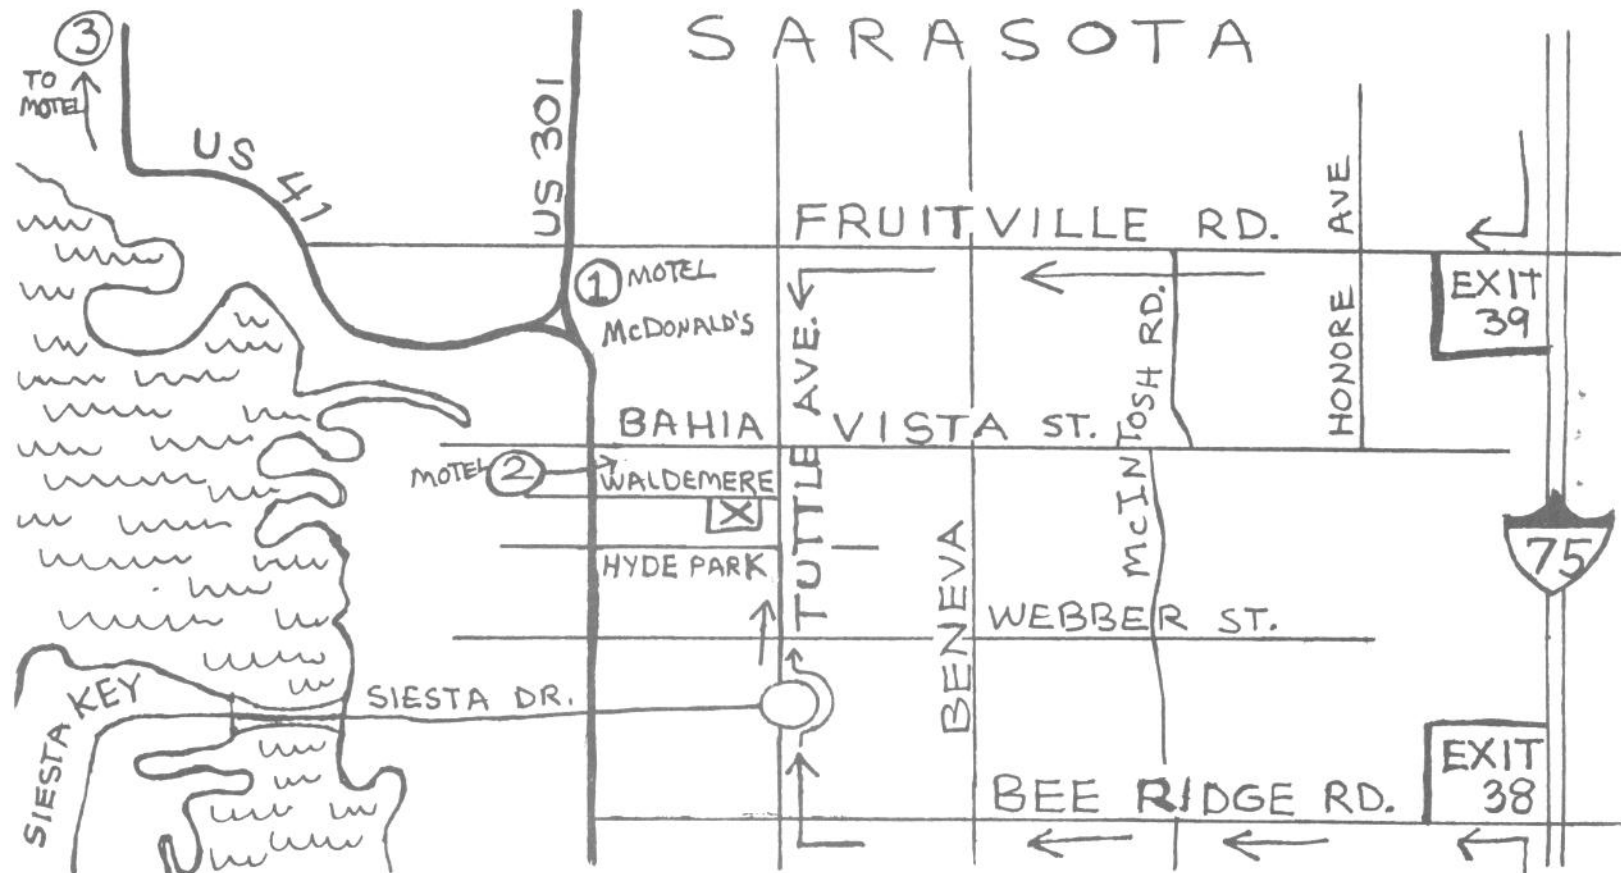 SARASOTA
3
TO
MOTEL
US 41
US 301
FRUITVILLE RD.
HONORE AVE
EXIT
39
1 MOTEL
McDONALD'S
TUTTLE AVE.
McINTOSH RD.
BAHIA VISTA ST.
MOTEL 2
WALDEMERE
X
HYDE PARK
75
BENEVA
WEBBER ST.
SIESTA DR.
SIESTA KEY
EXIT
38
BEE RIDGE RD.